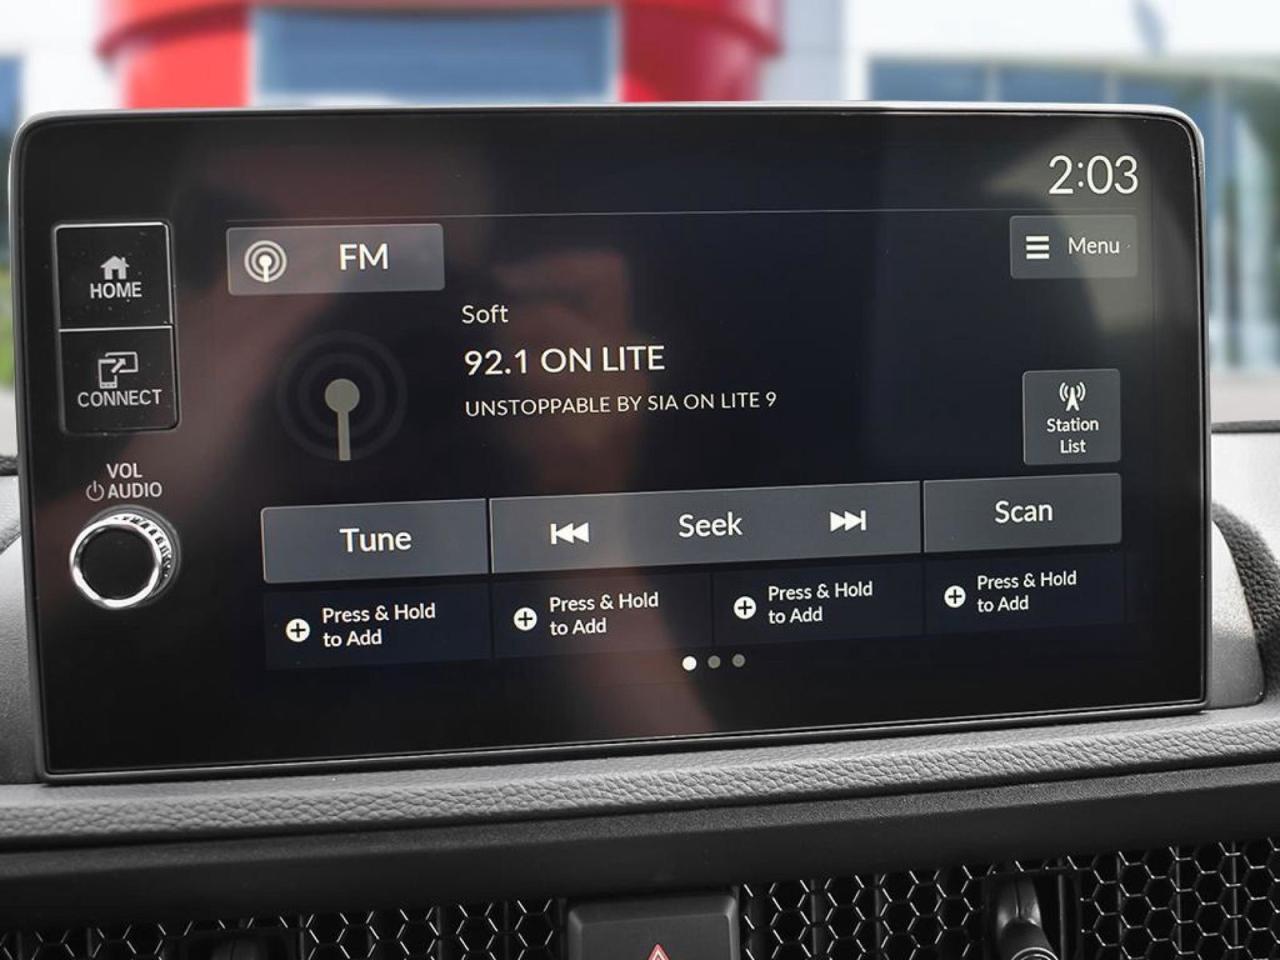 2:03
HOME
FM
Menu
Soft
92.1 ON LITE
UNSTOPPABLE BY SIA ON LITE 9
CONNECT
Station
List
VOL
AUDIO
Tune
Seek
Scan
Press & Hold
to Add
Press & Hold
to Add
Press & Hold
to Add
Press & Hold
to Add